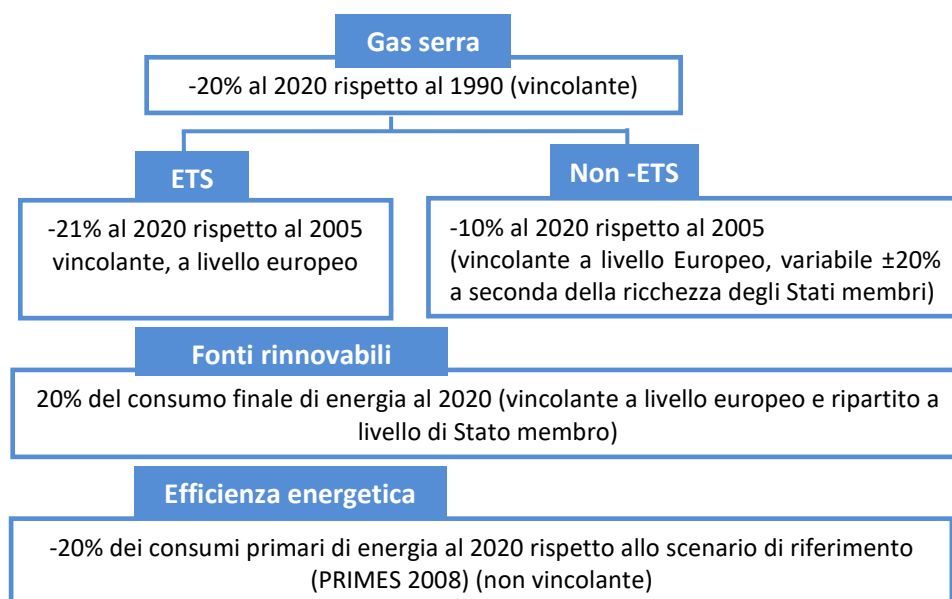 Gas serra
-20% al 2020 rispetto al 1990 (vincolante)
ETS
-21% al 2020 rispetto al 2005
vincolante, a livello europeo
Non -ETS
-10% al 2020 rispetto al 2005
(vincolante a livello Europeo, variabile ±20%
a seconda della ricchezza degli Stati membri)
Fonti rinnovabili
20% del consumo finale di energia al 2020 (vincolante a livello europeo e ripartito a
livello di Stato membro)
Efficienza energetica
-20% dei consumi primari di energia al 2020 rispetto allo scenario di riferimento
(PRIMES 2008) (non vincolante)